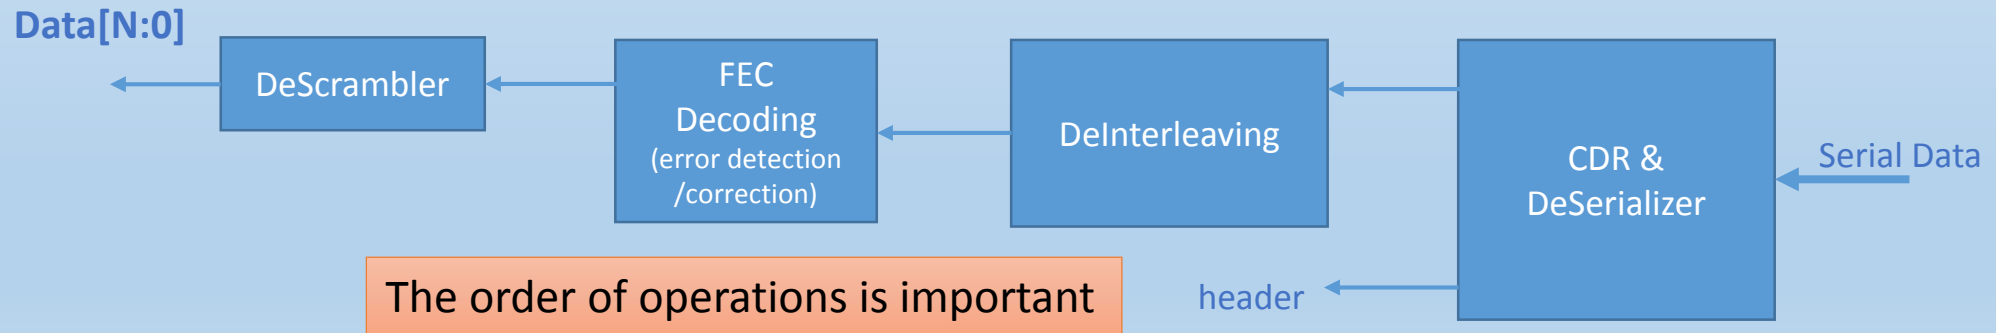 Data[N:0]
DeScrambler
FEC
Decoding
(error detection
/correction)
DeInterleaving
CDR &
DeSerializer
Serial Data
The order of operations is important
header